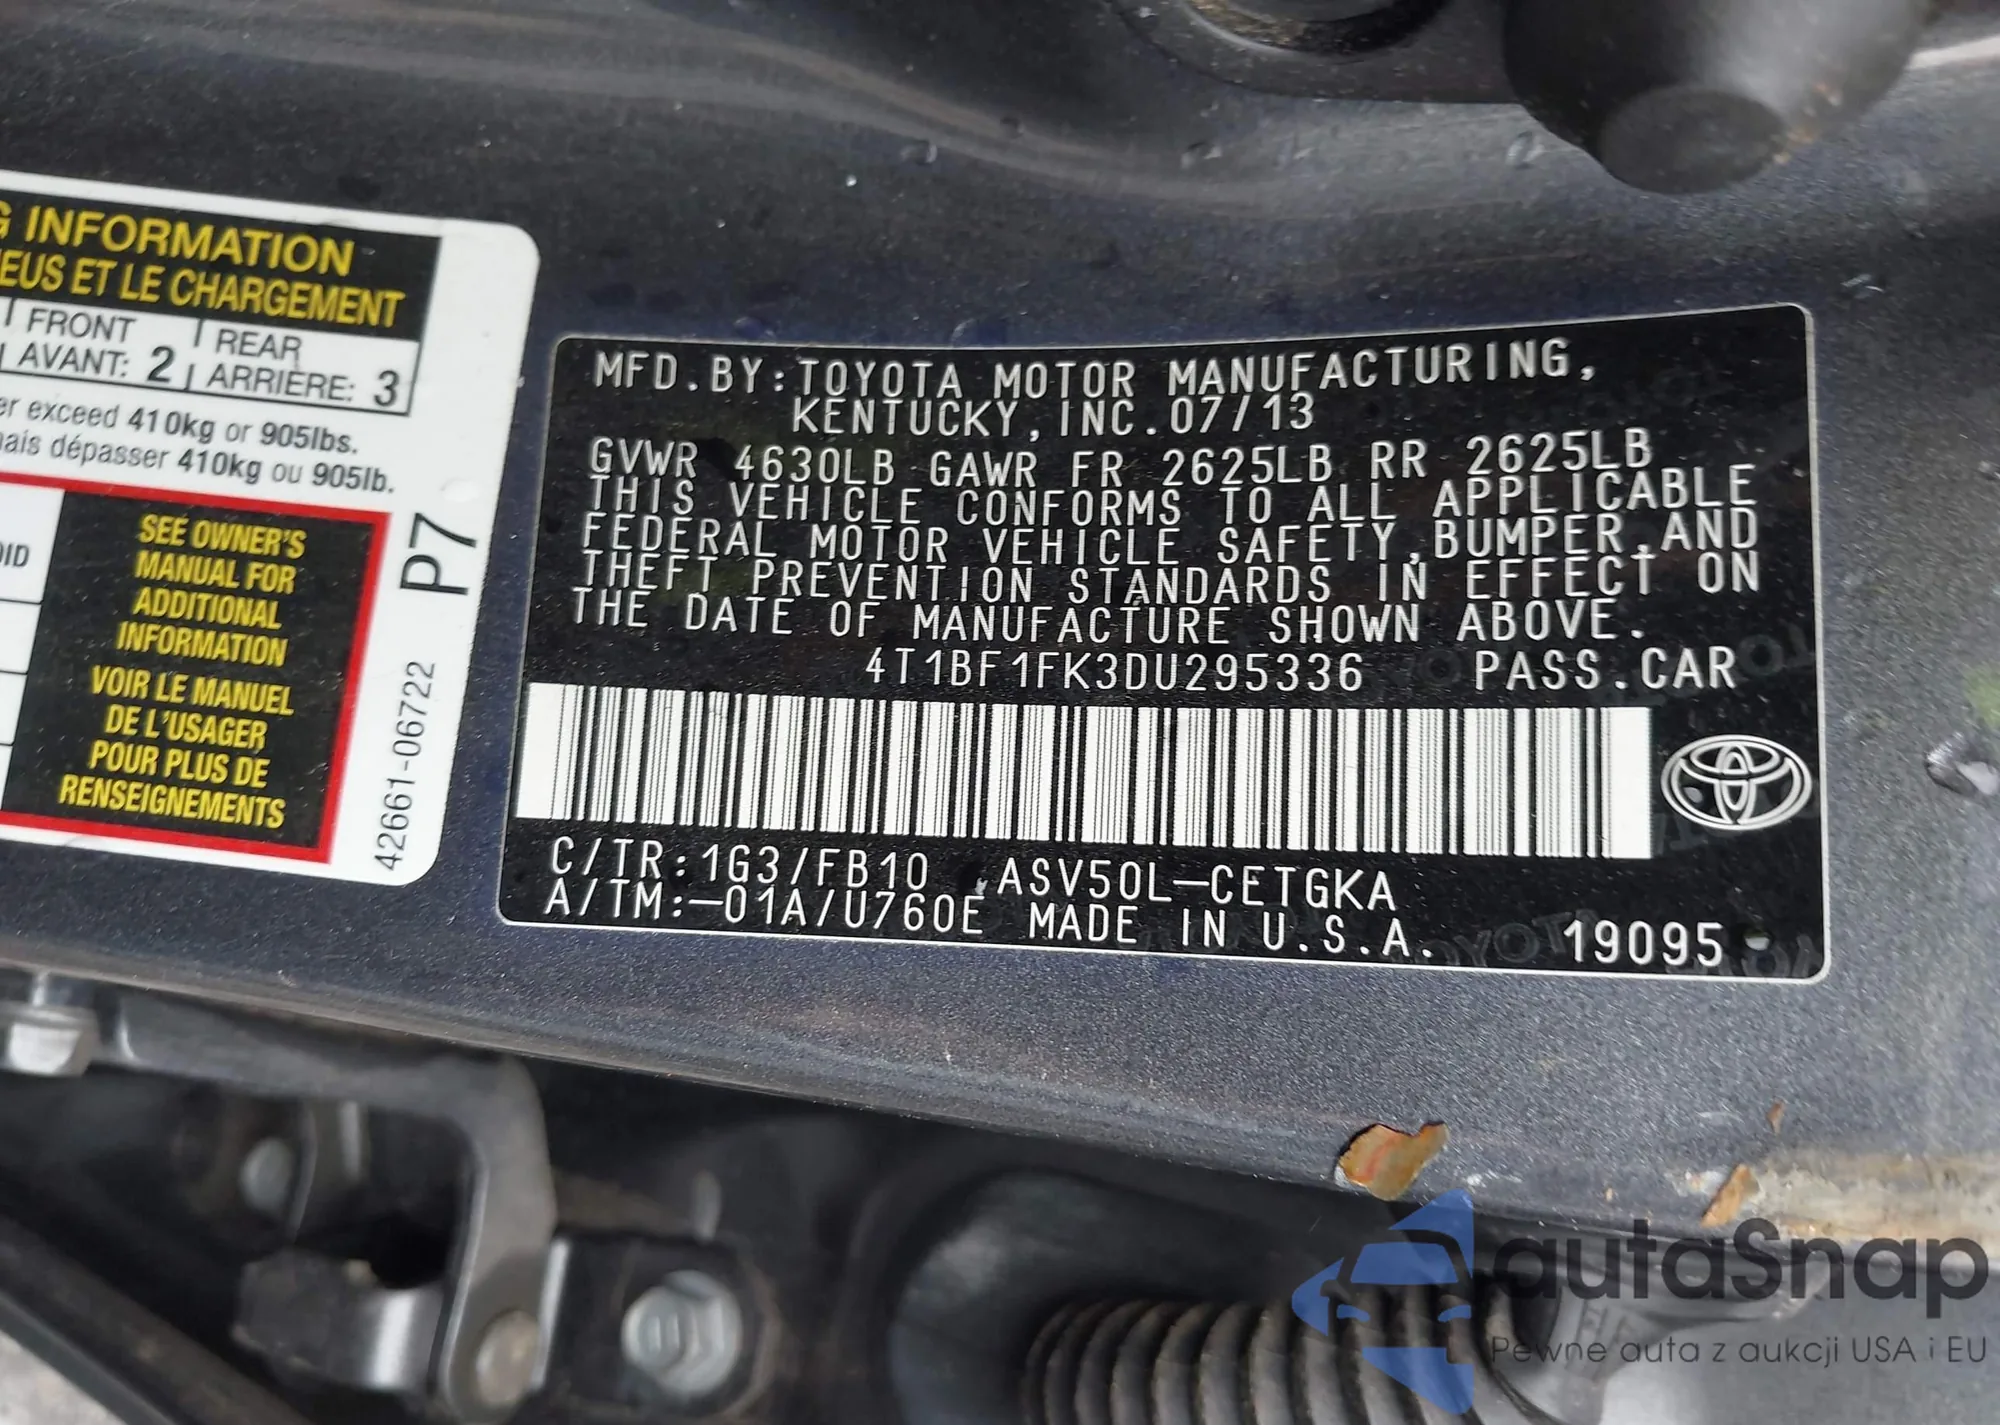 G INFORMATION
EUS ET LE CHARGEMENT
FRONT REAR
AVANT: 2 ARRIÈRE: 3
er exceed 410kg or 905lbs.
mais dépasser 410kg ou 905lb.
OID
SEE OWNER'S
MANUAL FOR
ADDITIONAL
INFORMATION
VOIR LE MANUEL
DE L'USAGER
POUR PLUS DE
RENSEIGNEMENTS
42661-06722 P7
MFD.BY:TOYOTA MOTOR MANUFACTURING,
KENTUCKY,INC.07/13
GVWR 4630LB GAWR FR 2625LB RR 2625LB
THIS VEHICLE CONFORMS TO ALL APPLICABLE
FEDERAL MOTOR VEHICLE SAFETY,BUMPER,AND
THEFT PREVENTION STANDARDS IN EFFECT ON
THE DATE OF MANUFACTURE SHOWN ABOVE.
4T1BF1FK3DU295336 PASS.CAR
C/TR:1G3/FB10 ASV50L-CETGKA
A/TM:-01A/U760E MADE IN U.S.A. 19095
autaSnap
Pewne auta z aukcji USA i EU